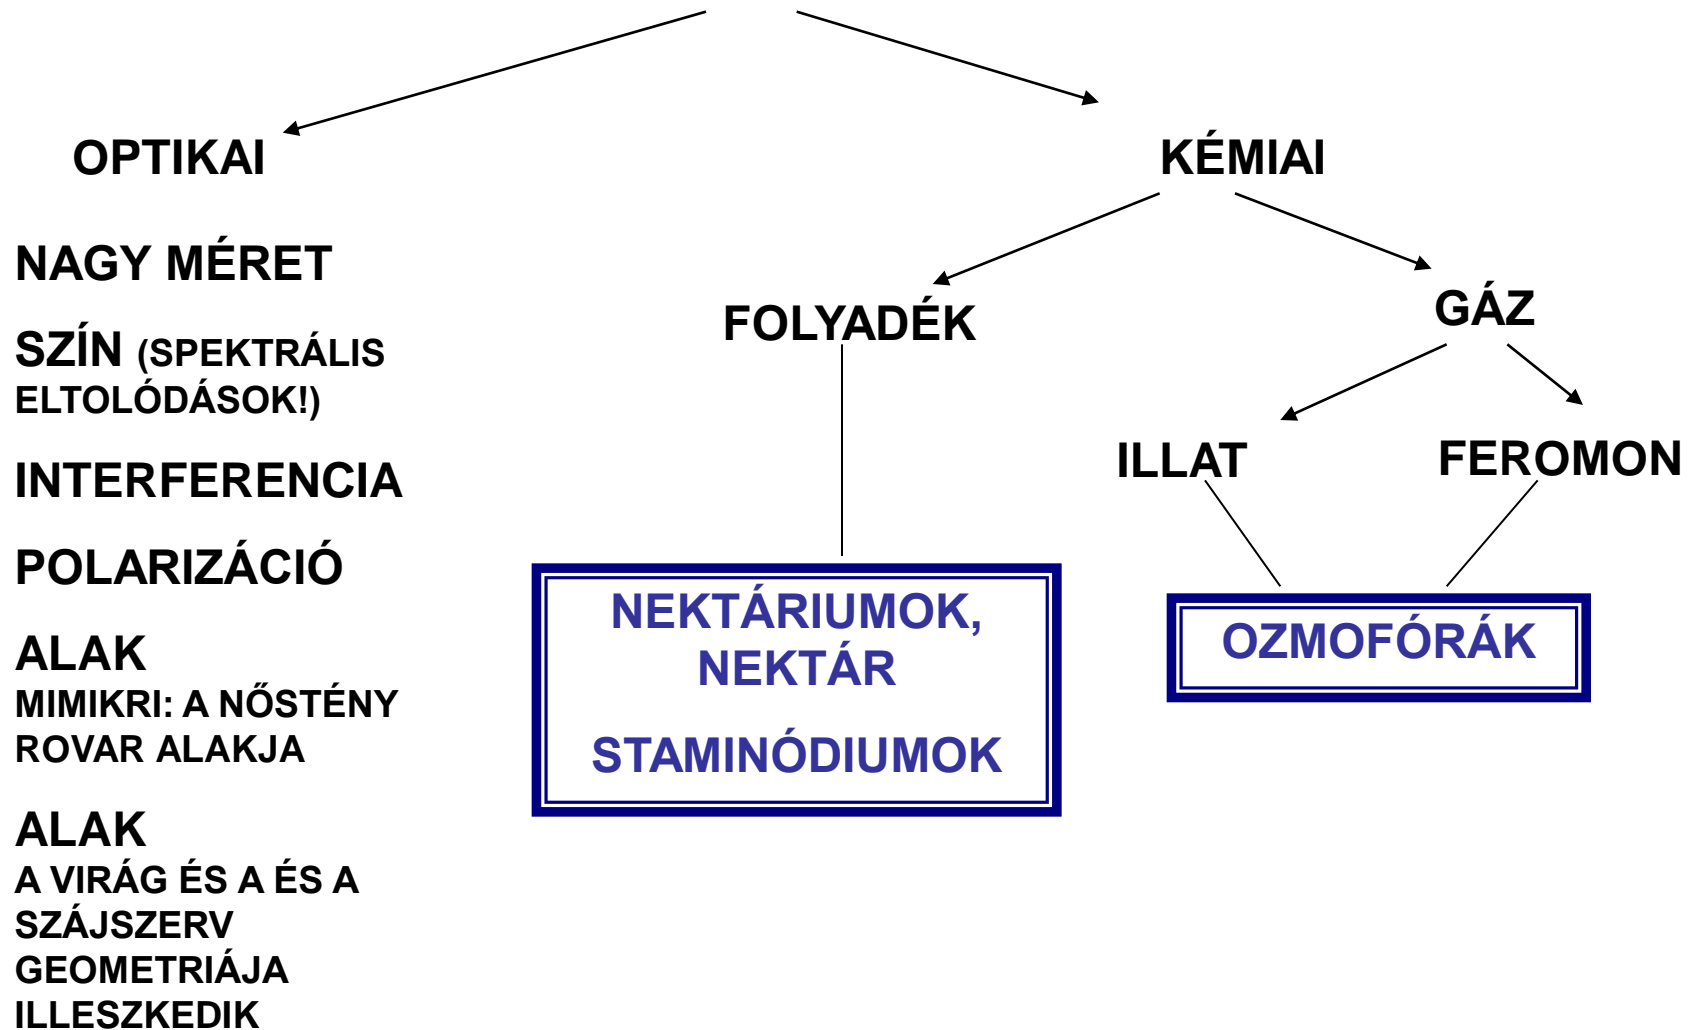 OPTIKAI
KÉMIAI
NAGY MÉRET
FOLYADÉK
GÁZ
SZÍN (SPEKTRÁLIS
ELTOLÓDÁSOK!)
ILLAT
FEROMON
INTERFERENCIA
POLARIZÁCIÓ
NEKTÁRIUMOK,
NEKTÁR
STAMINÓDIUMOK
OZMOFÓRÁK
ALAK
MIMIKRI: A NŐSTÉNY
ROVAR ALAKJA
ALAK
A VIRÁG ÉS A ÉS A
SZÁJSZERV
GEOMETRIÁJA
ILLESZKEDIK